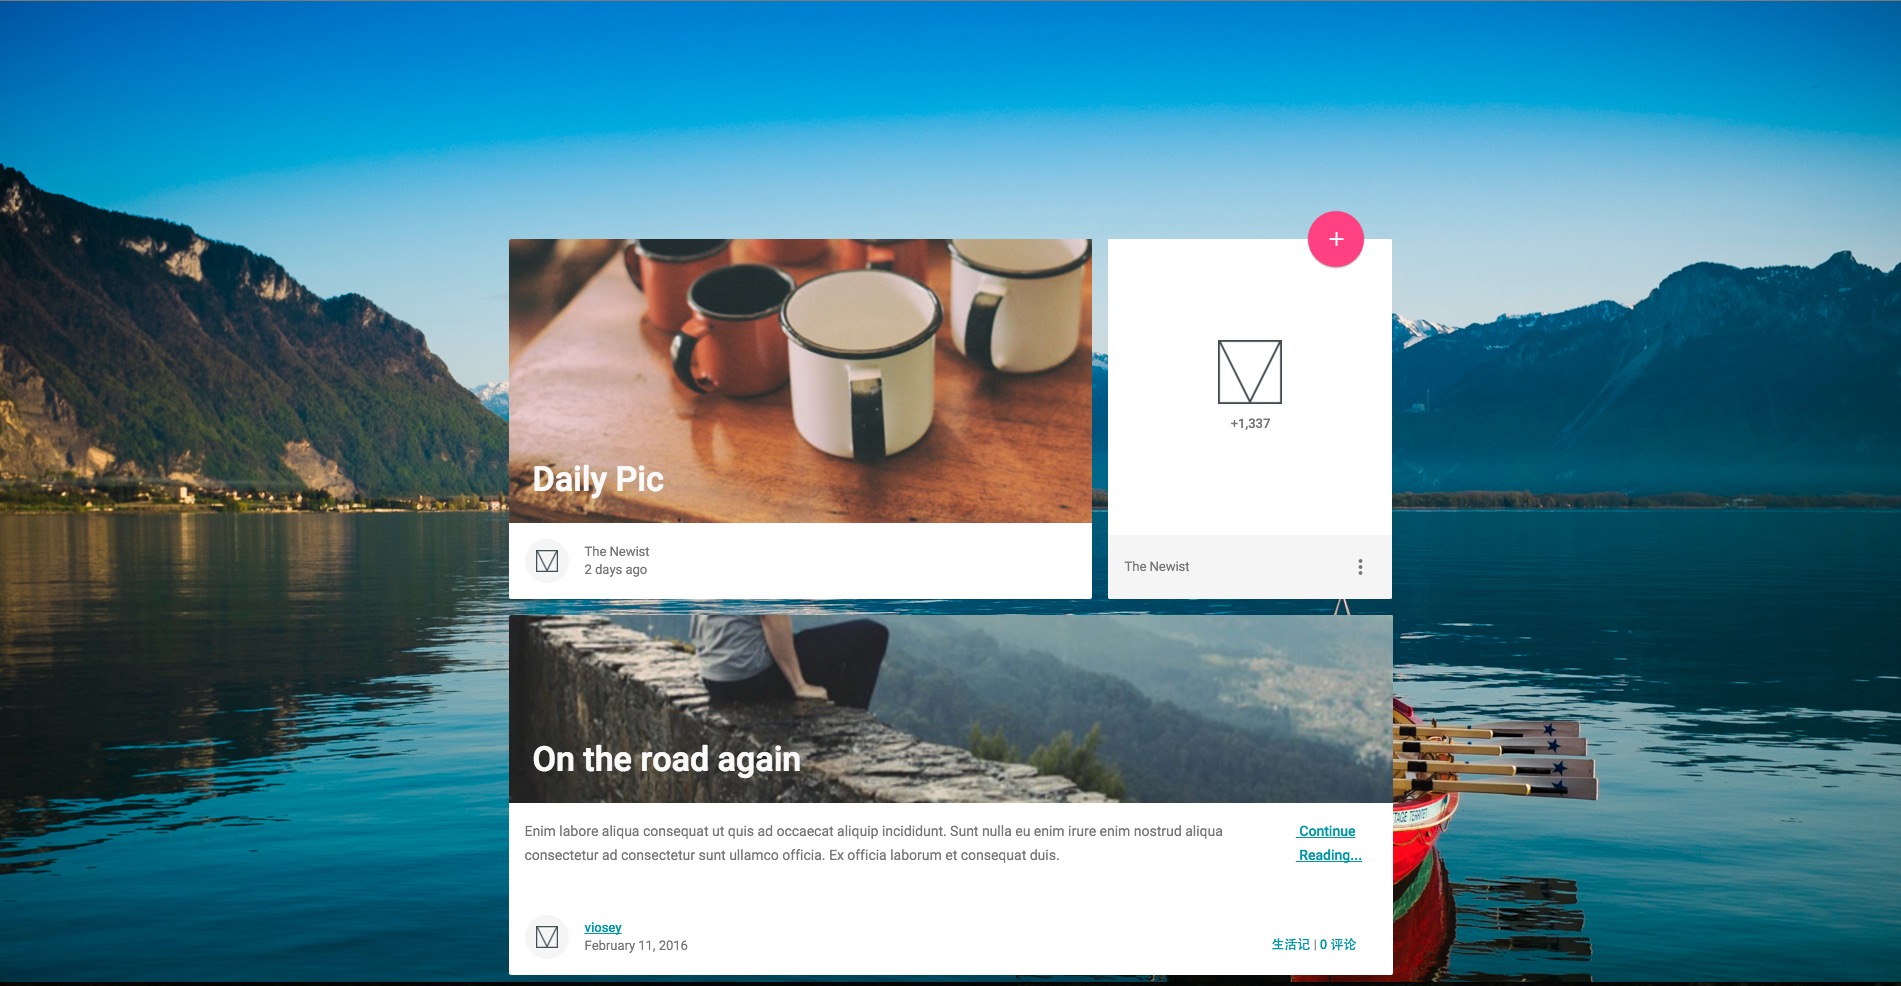 +
Daily Pic
+1,337
The Newist
2 days ago
The Newist
On the road again
Enim labore aliqua consequat ut quis ad occaecat aliquip incididunt. Sunt nulla eu enim irure enim nostrud aliqua
consectetur ad consectetur sunt ullamco officia. Ex officia laborum et consequat duis.
Continue
Reading...
viosey
February 11, 2016
生活记 | 0 评论